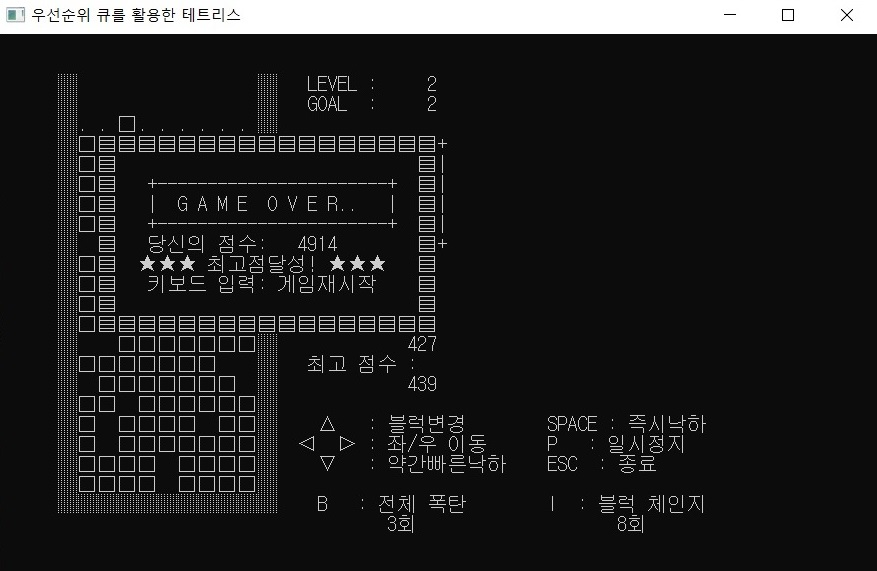 우선순위 큐를 활용한 테트리스
LEVEL : 2
GOAL : 2
G A M E O V E R..
당신의 점수: 4914
★★★ 최고점달성! ★★★
키보드 입력: 게임재시작
427
최고 점수 :
439
△ : 블럭변경 SPACE : 즉시낙하
◁ ▷ : 좌/우 이동 P : 일시정지
▽ : 약간빠른낙하 ESC : 종료
B : 전체 폭탄 I : 블럭 체인지
3회 8회